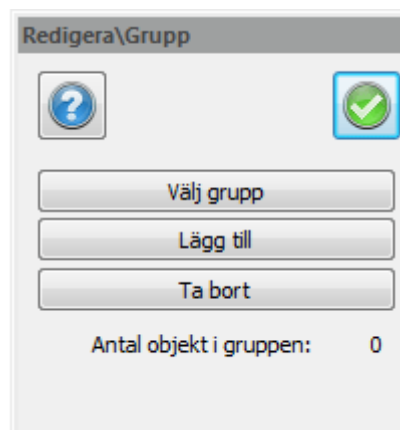 Redigera\Grupp
Välj grupp
Lägg till
Ta bort
Antal objekt i gruppen: 0